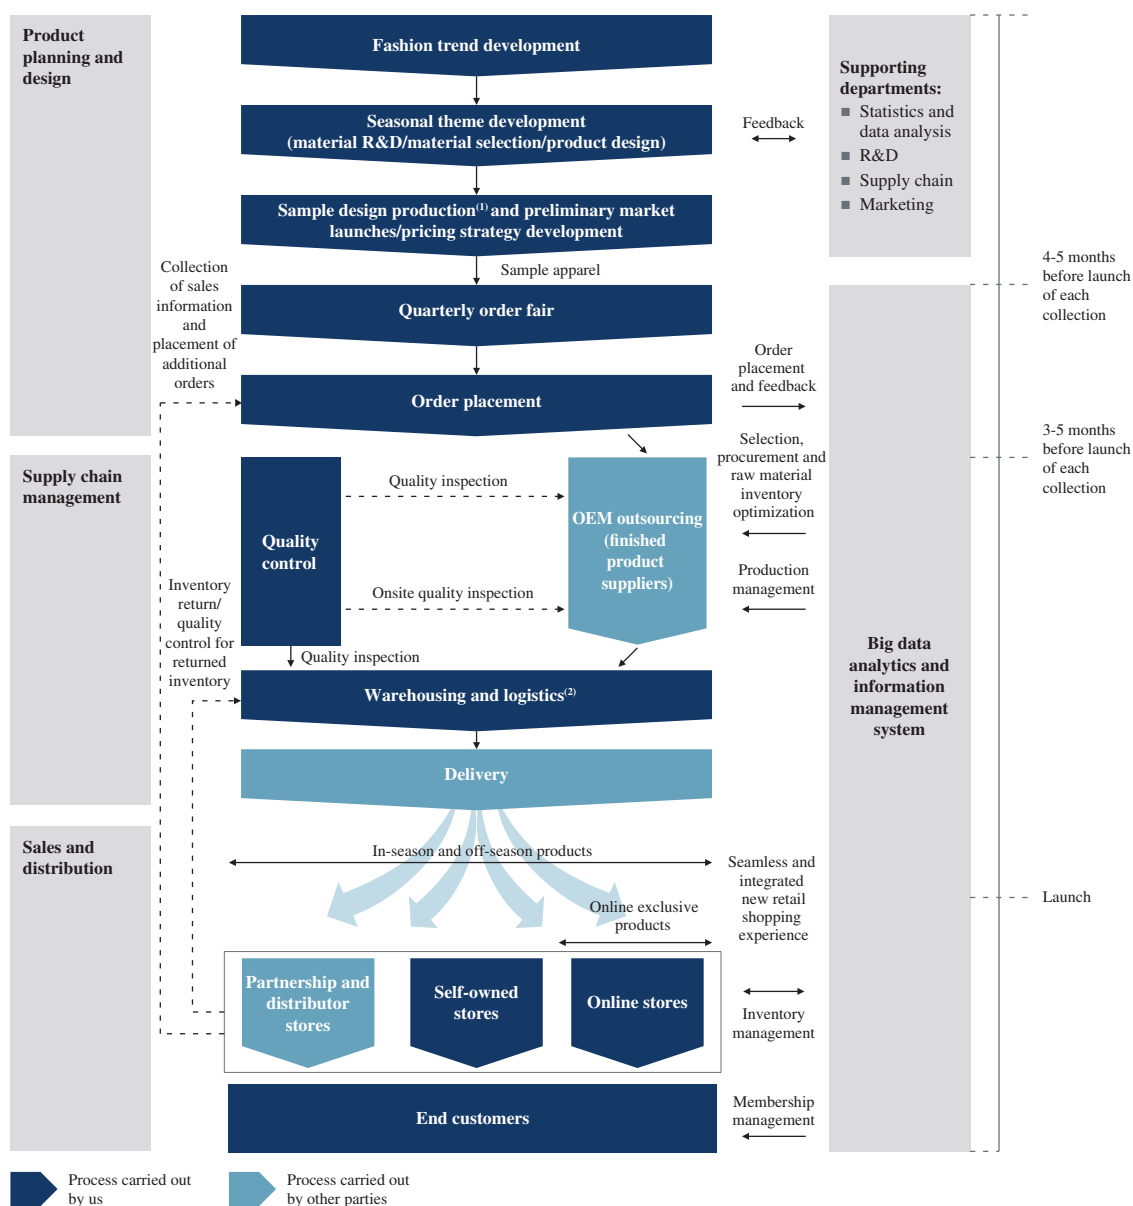 Product
planning and
design
Fashion trend development
Seasonal theme development
(material R&D/material selection/product design)
Feedback
Supporting
departments:
■ Statistics and
data analysis
■ R&D
■ Supply chain
■ Marketing
Sample design production(1) and preliminary market
launches/pricing strategy development
Sample apparel
Collection
of sales
information
and
placement of
additional
orders
Quarterly order fair
4-5 months
before launch
of each
collection
Order
placement
and feedback
Order placement
3-5 months
before launch
of each
collection
Supply chain
management
Quality inspection
Selection,
procurement and
raw material
inventory
optimization
Quality
control
OEM outsourcing
(finished
product
suppliers)
Onsite quality inspection
Production
management
Inventory
return/
quality
control for
returned
inventory
Quality inspection
Warehousing and logistics(2)
Big data
analytics and
information
management
system
Delivery
Sales and
distribution
In-season and off-season products
Seamless and
integrated
new retail
shopping
experience
Launch
Online exclusive
products
Partnership and
distributor
stores
Self-owned
stores
Online stores
Inventory
management
End customers
Membership
management
Process carried out
by us
Process carried out
by other parties